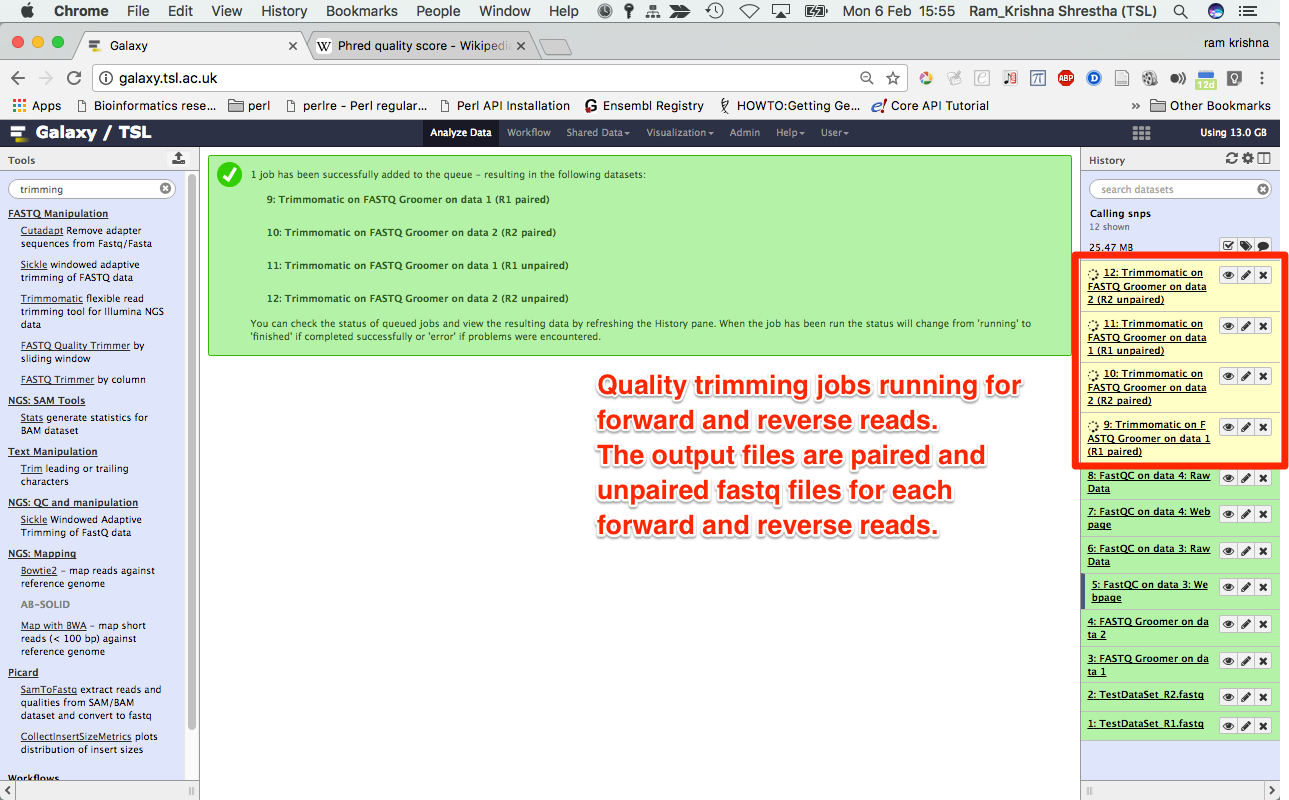 Chrome File Edit View History Bookmarks People Window Help Mon 6 Feb 15:55 Ram_Krishna Shrestha (TSL)
Galaxy
Phred quality score - Wikipedi
ram krishna
galaxy.tsl.ac.uk
ABP
12d
Apps Bioinformatics rese... perl perlre - Perl regular... Perl API Installation Ensembl Registry HOWTO:Getting Ge... Core API Tutorial » Other Bookmarks
Galaxy / TSL
Analyze Data Workflow Shared Data Visualization Admin Help User
Using 13.0 GB
Tools
trimming
FASTQ Manipulation
Cutadapt Remove adapter
sequences from Fastq/Fasta
Sickle windowed adaptive
trimming of FASTQ data
Trimmomatic flexible read
trimming tool for Illumina NGS
data
FASTQ Quality Trimmer by
sliding window
FASTQ Trimmer by column
NGS: SAM Tools
Stats generate statistics for
BAM dataset
Text Manipulation
Trim leading or trailing
characters
NGS: QC and manipulation
Sickle Windowed Adaptive
Trimming of FastQ data
NGS: Mapping
Bowtie2 – map reads against
reference genome
AB-SOLID
Map with BWA – map short
reads (< 100 bp) against
reference genome
Picard
SamToFastq extract reads and
qualities from SAM/BAM
dataset and convert to fastq
CollectInsertSizeMetrics plots
distribution of insert sizes
Workflows
1 job has been successfully added to the queue – resulting in the following datasets:
9: Trimmomatic on FASTQ Groomer on data 1 (R1 paired)
10: Trimmomatic on FASTQ Groomer on data 2 (R2 paired)
11: Trimmomatic on FASTQ Groomer on data 1 (R1 unpaired)
12: Trimmomatic on FASTQ Groomer on data 2 (R2 unpaired)
You can check the status of queued jobs and view the resulting data by refreshing the History pane. When the job has been run the status will change from 'running' to
'finished' if completed successfully or 'error' if problems were encountered.
Quality trimming jobs running for
forward and reverse reads.
The output files are paired and
unpaired fastq files for each
forward and reverse reads.
History
search datasets
Calling snps
12 shown
25.47 MB
12: Trimmomatic on
FASTQ Groomer on data
2 (R2 unpaired)
11: Trimmomatic on
FASTQ Groomer on data
1 (R1 unpaired)
10: Trimmomatic on
FASTQ Groomer on data
2 (R2 paired)
9: Trimmomatic on F
ASTQ Groomer on data 1
(R1 paired)
8: FastQC on data 4: Raw
Data
7: FastQC on data 4: Web
page
6: FastQC on data 3: Raw
Data
5: FastQC on data 3: We
bpage
4: FASTQ Groomer on da
ta 2
3: FASTQ Groomer on da
ta 1
2: TestDataSet_R2.fastq
1: TestDataSet_R1.fastq